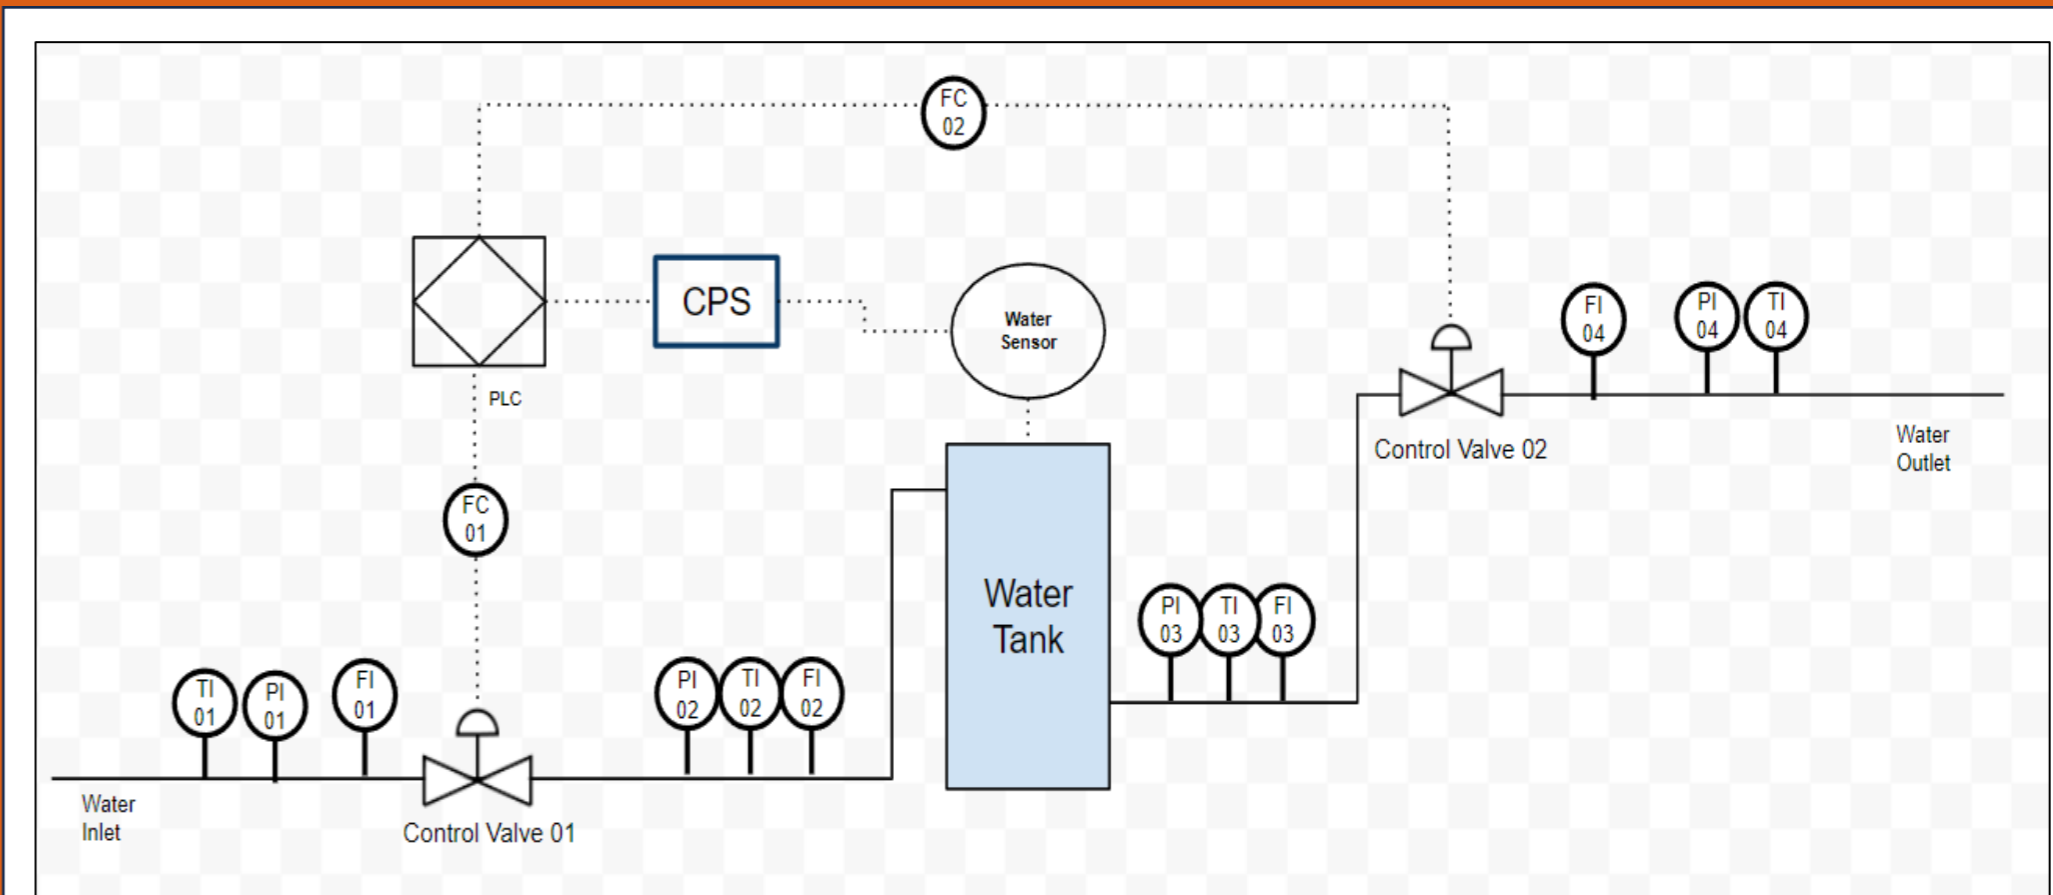 FC
02
CPS
Water
Sensor
FI
04
PI
04
TI
04
PLC
Control Valve 02
Water
Outlet
FC
01
Water
Tank
PI
03
TI
03
FI
03
TI
01
PI
01
FI
01
PI
02
TI
02
FI
02
Water
Inlet
Control Valve 01